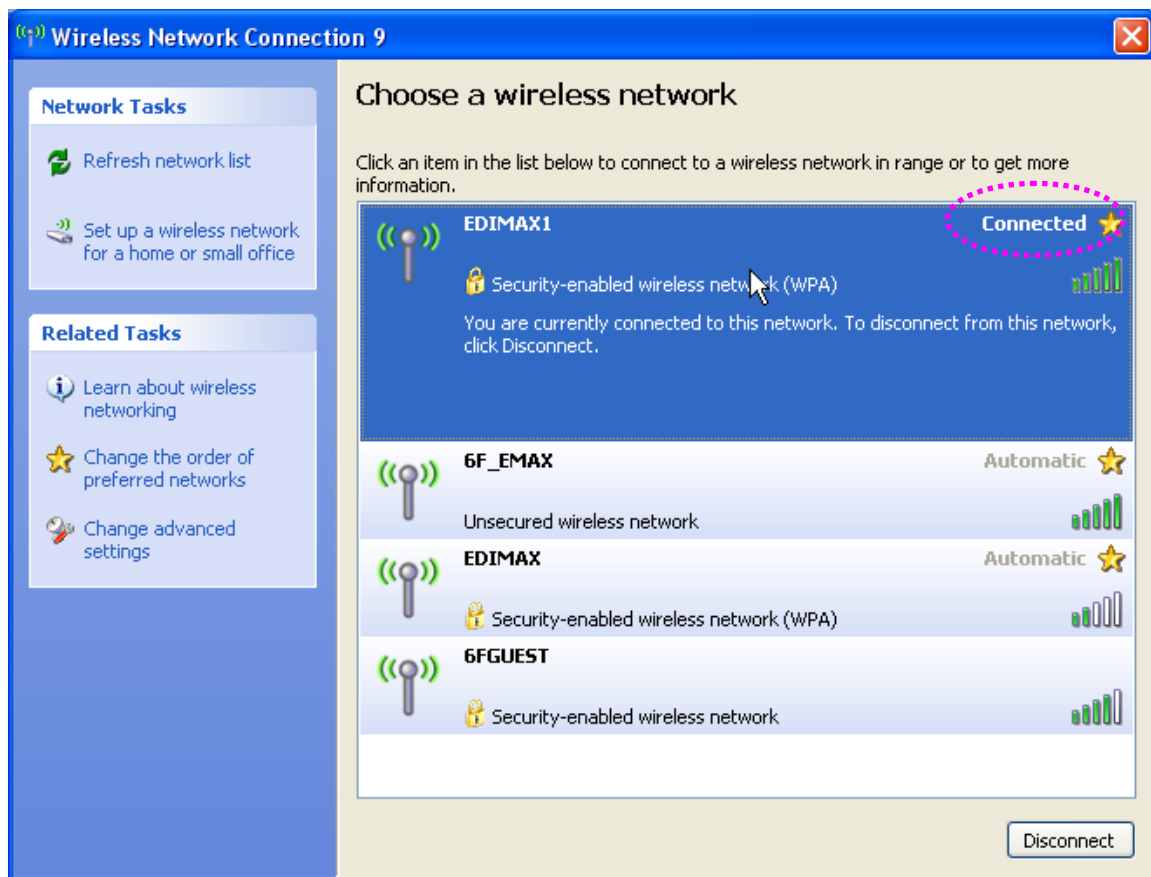 Wireless Network Connection 9
Network Tasks
Refresh network list
Set up a wireless network
for a home or small office
Related Tasks
Learn about wireless
networking
Change the order of
preferred networks
Change advanced
settings
Choose a wireless network
Click an item in the list below to connect to a wireless network in range or to get more
information.
EDIMAX1
Connected
Security-enabled wireless network (WPA)
You are currently connected to this network. To disconnect from this network,
click Disconnect.
6F_EMAX
Automatic
Unsecured wireless network
EDIMAX
Automatic
Security-enabled wireless network (WPA)
6FGUEST
Security-enabled wireless network
Disconnect